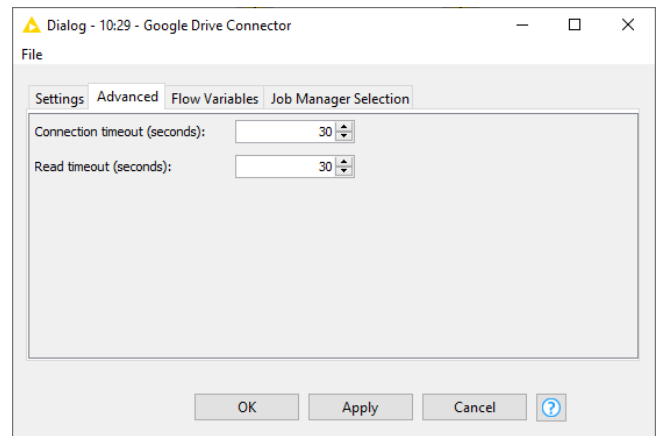 Dialog - 10:29 - Google Drive Connector
File
Settings Advanced Flow Variables Job Manager Selection
Connection timeout (seconds): 30
Read timeout (seconds): 30
OK Apply Cancel ?